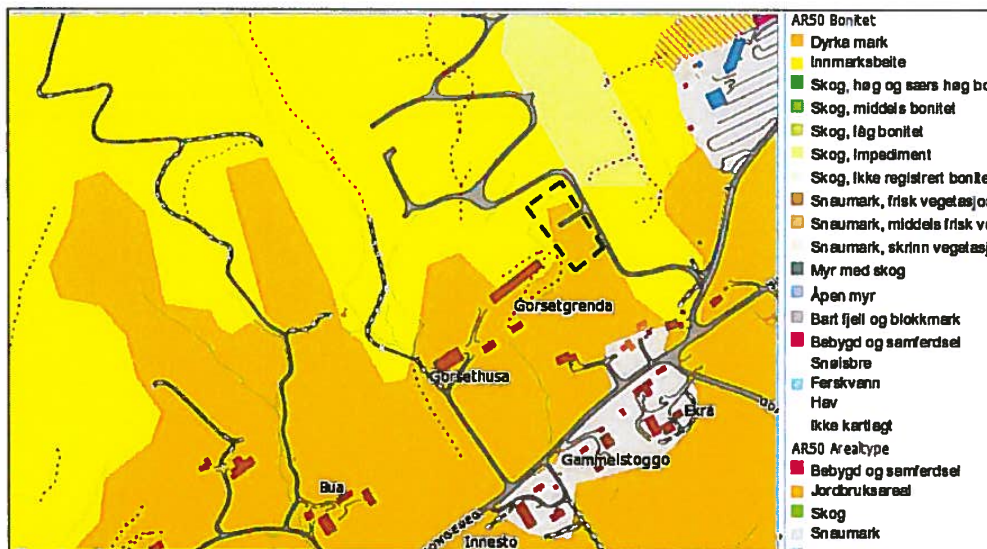 AR50 Bonitet
Dyrka mark
Innmarksbeite
Skog, høg og særs høg bo
Skog, middels bonitet
Skog, låg bonitet
Skog, impediment
Skog, ikke registrert bonite
Snaumark, frisk vegetasjos
Snaumark, middels frisk ve
Snaumark, skrinn vegetasj
Myr med skog
Åpen myr
Bart fjell og blokkmark
Bebygd og samferdsel
Snøisbre
Ferskvann
Hav
Ikke kartlagt
AR50 Arealtype
Bebygd og samferdsel
Jordbruksareal
Skog
Snaumark
Gorsetgrenda
Gorsethusa
Ekra
Gammelstoggo
Bua
Innesto